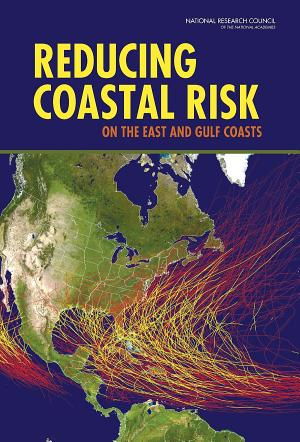 NATIONAL RESEARCH COUNCIL
OF THE NATIONAL ACADEMIES
REDUCING
COASTAL RISK
ON THE EAST AND GULF COASTS